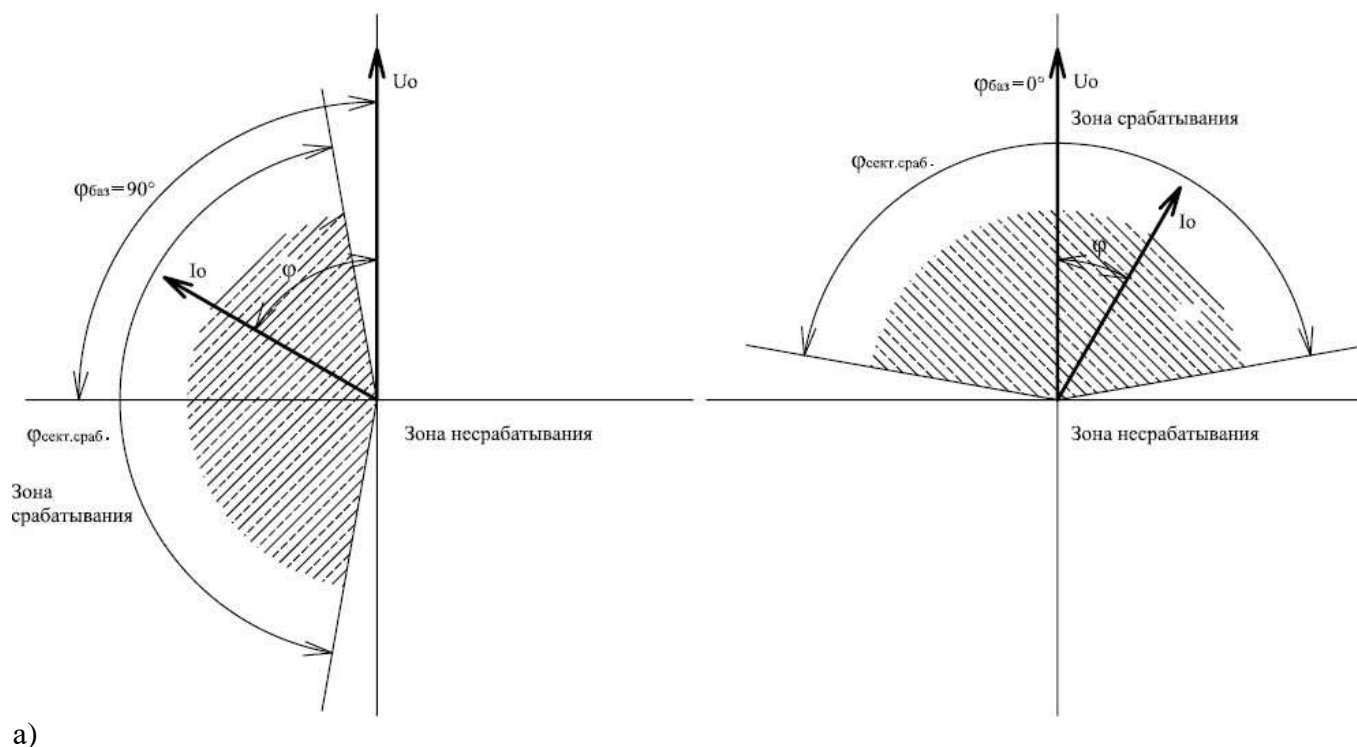 Uo
φбаз=90°
Io
φ
φсект.сраб.
Зона несрабатывания
Зона
срабатывания
φбаз=0°
Uo
Зона срабатывания
φсект.сраб.
Io
φ
Зона несрабатывания
а)